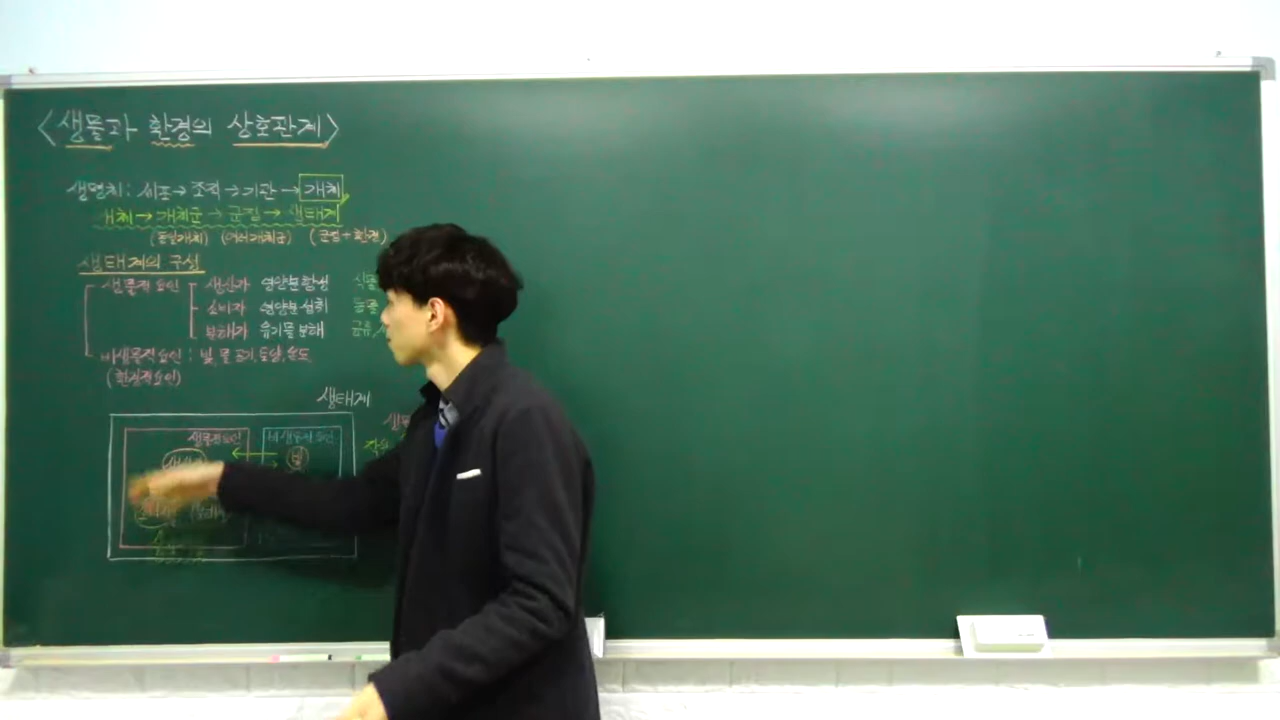 <생물과 환경의 상호관계>
생명체: 세포→조직→기관→개체
개체→개체군→군집→생태계
(동일개체) (여러개체군) (군집+환경)
생태계의 구성
생물적 요인 생산자 영양분 합성 식물
소비자 영양분 섭취 동물
분해자 유기물 분해 균류,
비생물적요인: 빛, 물, 공기, 토양, 온도
(환경적요인)
생태계
생물적요인 비생물적요인
빛